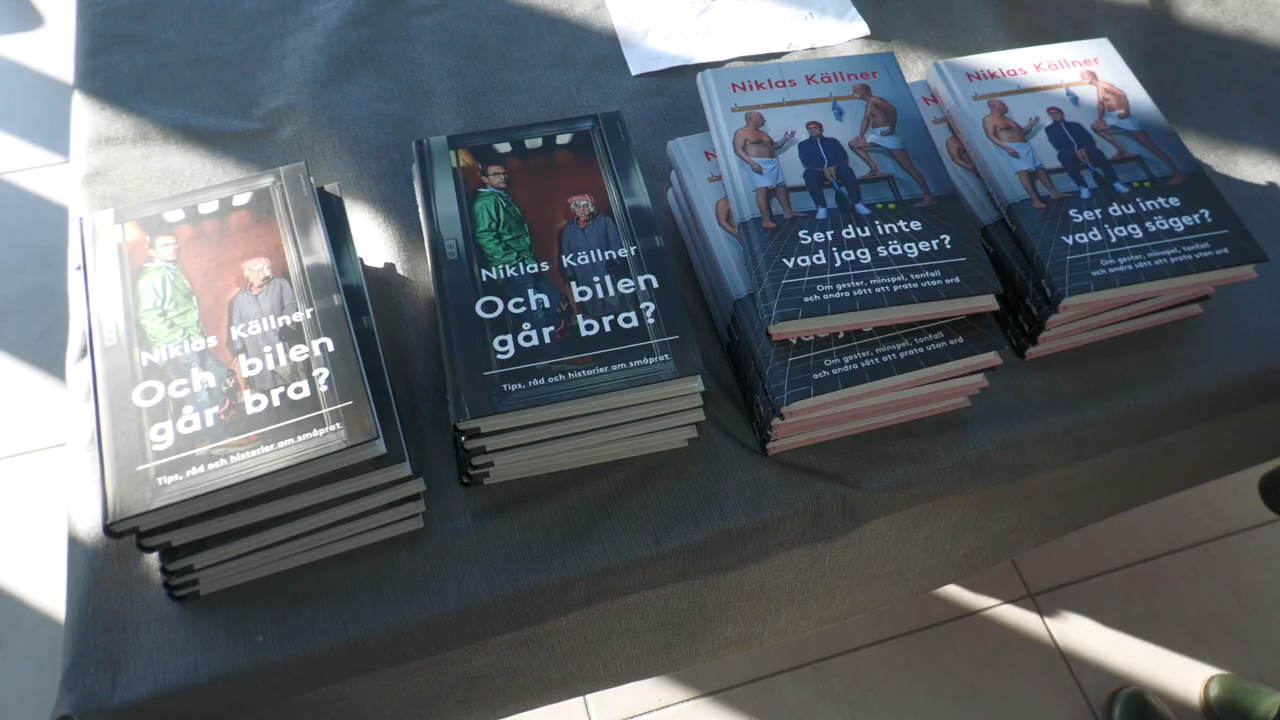 Niklas Källner
Och bilen
går bra?
Tips, råd och historier om småprat
Niklas Källner
Och bilen
går bra?
Tips, råd och historier om småprat
Niklas Källner
Ser du inte
vad jag säger?
Om gester, minspel, tonfall
och andra sätt att prata utan ord
vad jag säger?
Om gester, minspel, tonfall
och andra sätt att prata utan ord
Niklas Källner
Ser du inte
vad jag säger?
Om gester, minspel, tonfall
och andra sätt att prata utan ord